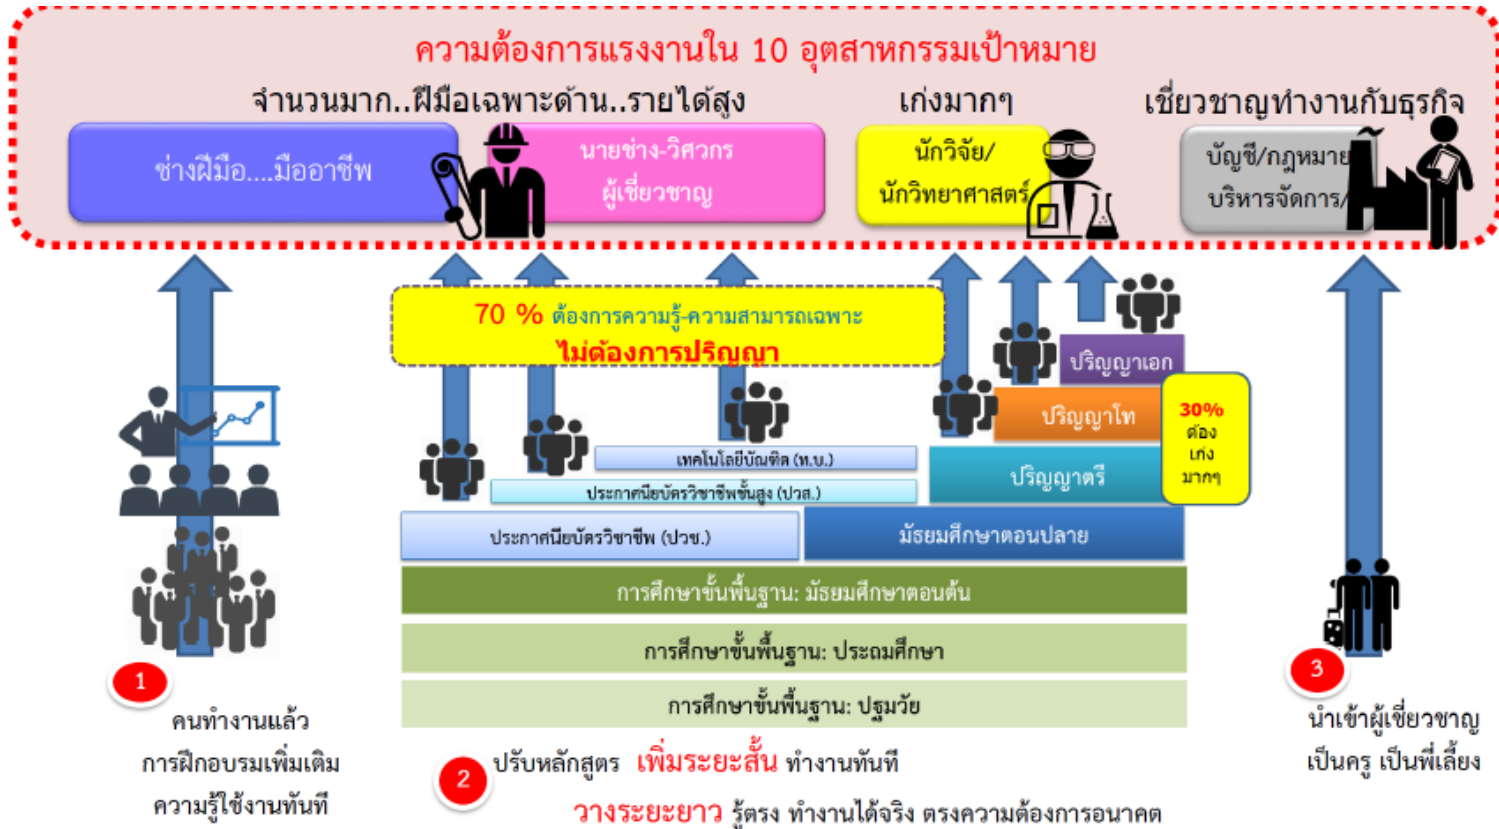 ความต้องการแรงงานใน 10 อุตสาหกรรมเป้าหมาย
จำนวนมาก..ฝีมือเฉพาะด้าน..รายได้สูง
เก่งมากๆ
เชี่ยวชาญทำงานกับธุรกิจ
ช่างฝีมือ....มืออาชีพ
นายช่าง-วิศวกร
ผู้เชี่ยวชาญ
นักวิจัย/
นักวิทยาศาสตร์
บัญชี/กฎหมาย
บริหารจัดการ/
70 % ต้องการความรู้-ความสามารถเฉพาะ
ไม่ต้องการปริญญา
ปริญญาเอก
ปริญญาโท
ปริญญาตรี
30%
ต้อง
เก่ง
มากๆ
เทคโนโลยีบัณฑิต (ท.บ.)
ประกาศนียบัตรวิชาชีพชั้นสูง (ปวส.)
ประกาศนียบัตรวิชาชีพ (ปวช.)
มัธยมศึกษาตอนปลาย
การศึกษาขั้นพื้นฐาน: มัธยมศึกษาตอนต้น
การศึกษาขั้นพื้นฐาน: ประถมศึกษา
การศึกษาขั้นพื้นฐาน: ปฐมวัย
1
คนทำงานแล้ว
การฝึกอบรมเพิ่มเติม
ความรู้ใช้งานทันที
2
ปรับหลักสูตร เพิ่มระยะสั้น ทำงานทันที
วางระยะยาว รู้ตรง ทำงานได้จริง ตรงความต้องการอนาคต
3
นำเข้าผู้เชี่ยวชาญ
เป็นครู เป็นพี่เลี้ยง